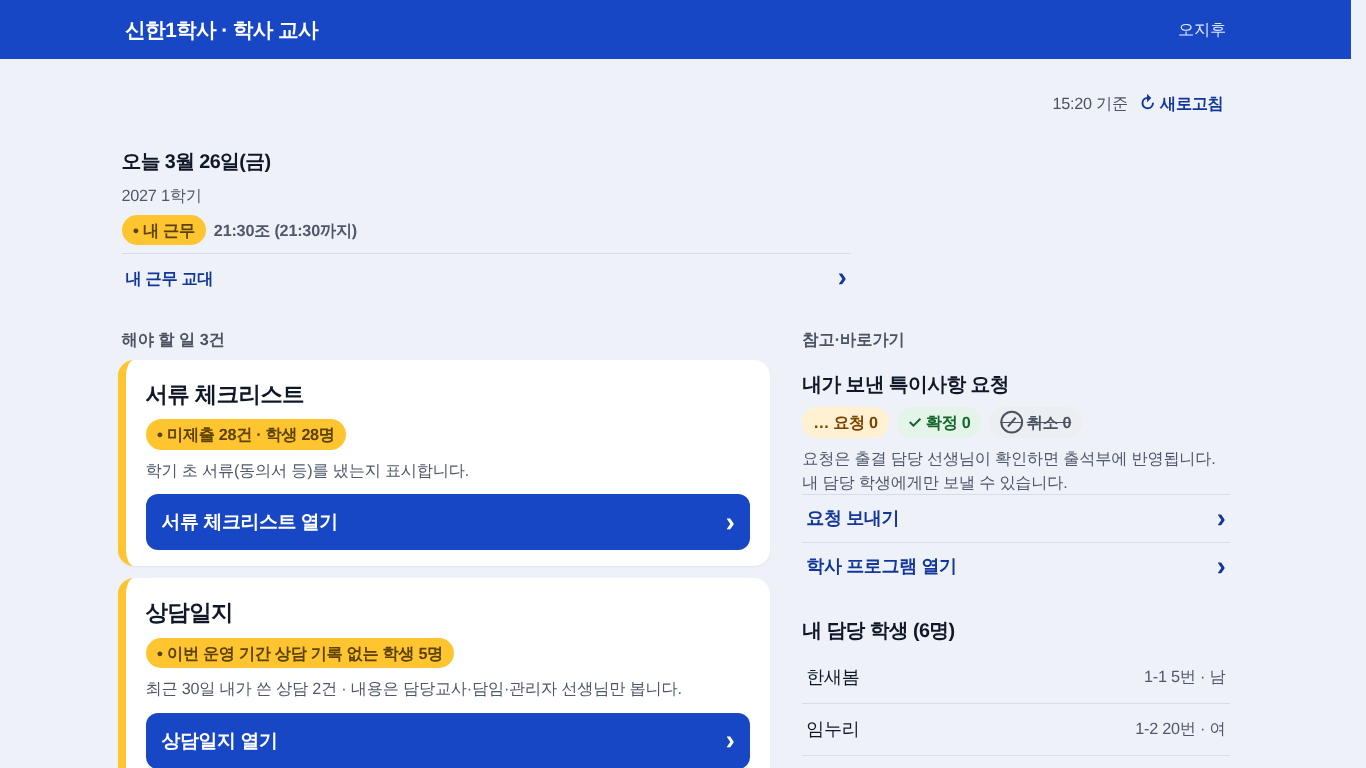 신한1학사 · 학사 교사
오지후
15:20 기준 ↻ 새로고침
오늘 3월 26일(금)
2027 1학기
• 내 근무 21:30조 (21:30까지)
내 근무 교대 ›
해야 할 일 3건
서류 체크리스트
• 미제출 28건 · 학생 28명
학기 초 서류(동의서 등)를 냈는지 표시합니다.
서류 체크리스트 열기 ›
상담일지
• 이번 운영 기간 상담 기록 없는 학생 5명
최근 30일 내가 쓴 상담 2건 · 내용은 담당교사·담임·관리자 선생님만 봅니다.
상담일지 열기 ›
참고·바로가기
내가 보낸 특이사항 요청
… 요청 0 ✓ 확정 0 취소 0
요청은 출결 담당 선생님이 확인하면 출석부에 반영됩니다.
내 담당 학생에게만 보낼 수 있습니다.
요청 보내기 ›
학사 프로그램 열기 ›
내 담당 학생 (6명)
한새봄 1-1 5번 · 남
임누리 1-2 20번 · 여